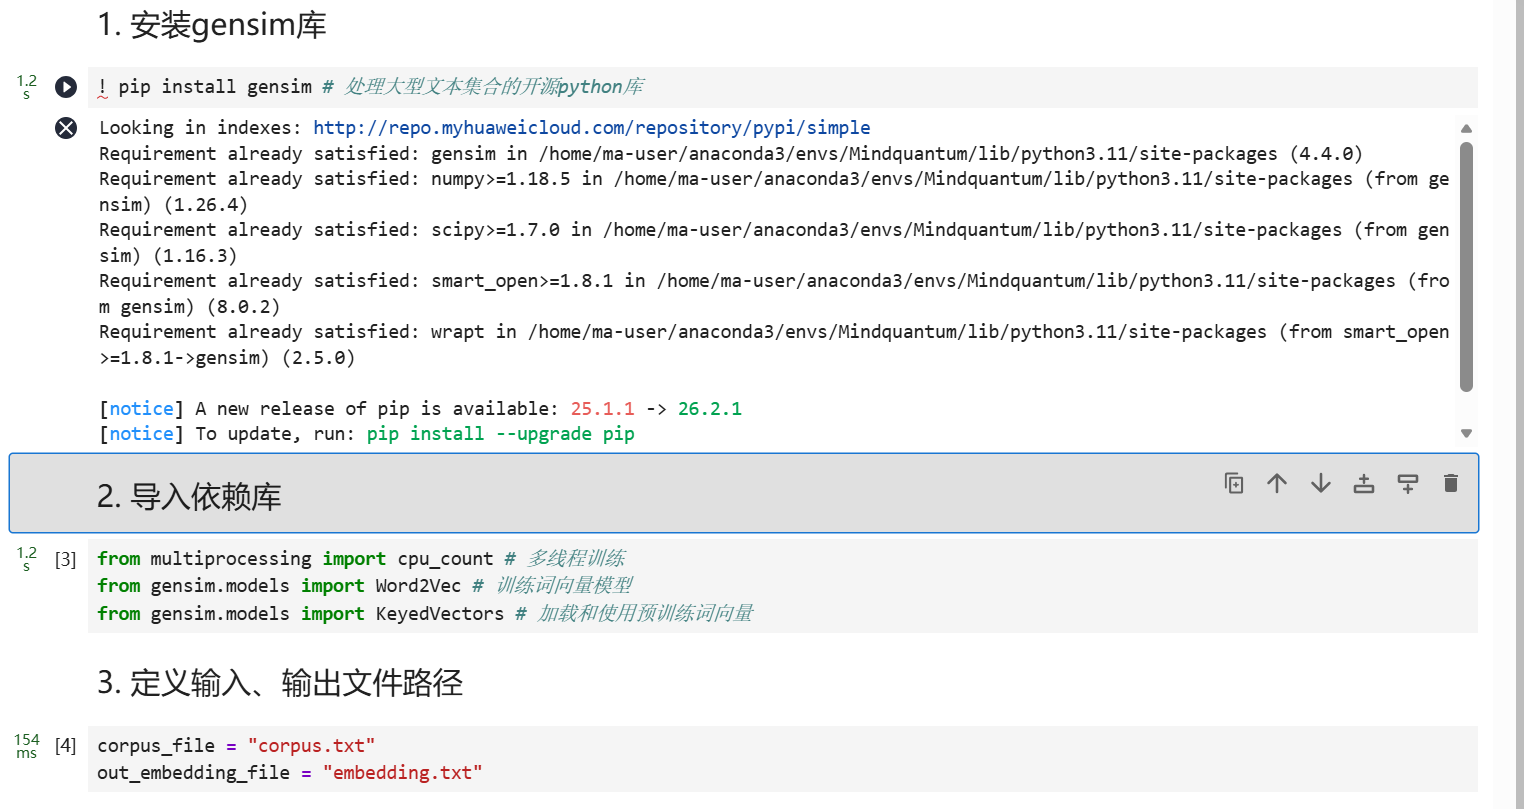 1. 安装gensim库
1.2
s
! pip install gensim # 处理大型文本集合的开源python库
Looking in indexes: http://repo.myhuaweicloud.com/repository/pypi/simple
Requirement already satisfied: gensim in /home/ma-user/anaconda3/envs/Mindquantum/lib/python3.11/site-packages (4.4.0)
Requirement already satisfied: numpy>=1.18.5 in /home/ma-user/anaconda3/envs/Mindquantum/lib/python3.11/site-packages (from ge
nsim) (1.26.4)
Requirement already satisfied: scipy>=1.7.0 in /home/ma-user/anaconda3/envs/Mindquantum/lib/python3.11/site-packages (from gen
sim) (1.16.3)
Requirement already satisfied: smart_open>=1.8.1 in /home/ma-user/anaconda3/envs/Mindquantum/lib/python3.11/site-packages (fro
m gensim) (8.0.2)
Requirement already satisfied: wrapt in /home/ma-user/anaconda3/envs/Mindquantum/lib/python3.11/site-packages (from smart_open
>=1.8.1->gensim) (2.5.0)
[notice] A new release of pip is available: 25.1.1 -> 26.2.1
[notice] To update, run: pip install --upgrade pip
2. 导入依赖库
1.2
s
[3] from multiprocessing import cpu_count # 多线程训练
from gensim.models import Word2Vec # 训练词向量模型
from gensim.models import KeyedVectors # 加载和使用预训练词向量
3. 定义输入、输出文件路径
154
ms
[4] corpus_file = "corpus.txt"
out_embedding_file = "embedding.txt"